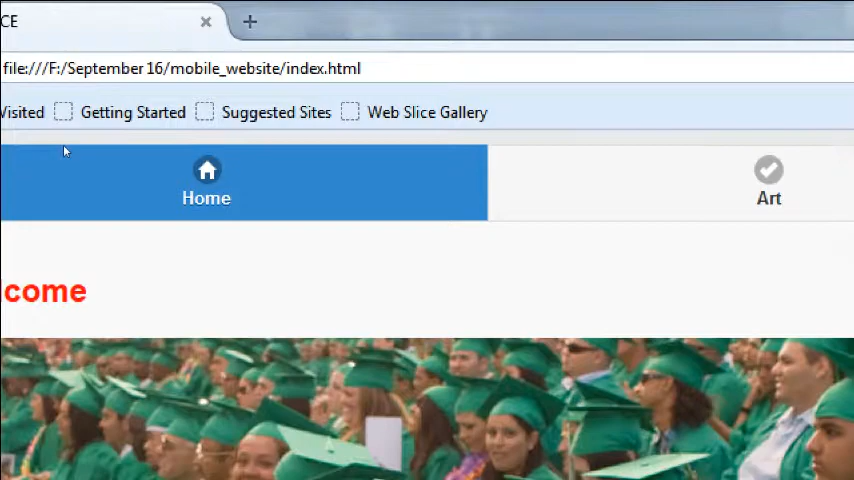 CE
file:///F:/September 16/mobile_website/index.html
Visited Getting Started Suggested Sites Web Slice Gallery
Home Art
come